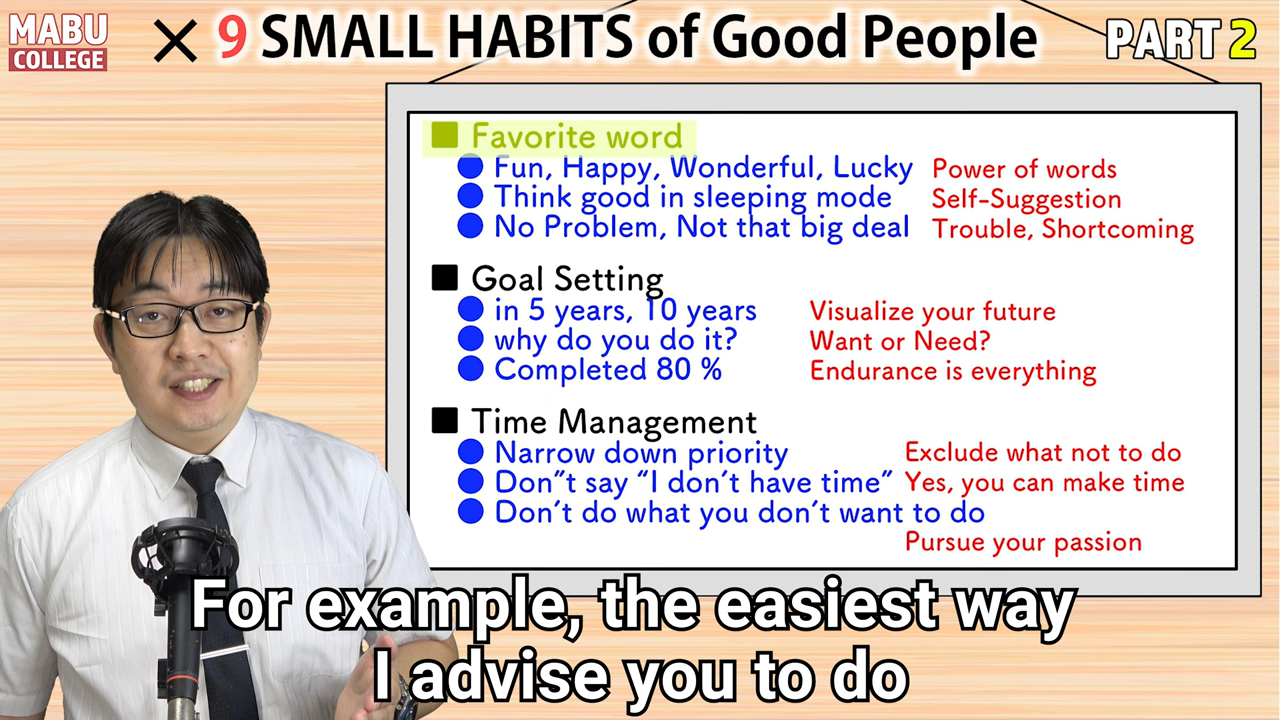 MABU
COLLEGE
× 9 SMALL HABITS of Good People
PART 2
■ Favorite word
● Fun, Happy, Wonderful, Lucky Power of words
● Think good in sleeping mode Self-Suggestion
● No Problem, Not that big deal Trouble, Shortcoming
■ Goal Setting
● in 5 years, 10 years Visualize your future
● why do you do it? Want or Need?
● Completed 80 % Endurance is everything
■ Time Management
● Narrow down priority Exclude what not to do
● Don”t say “I don’t have time” Yes, you can make time
● Don’t do what you don’t want to do
Pursue your passion
For example, the easiest way
I advise you to do